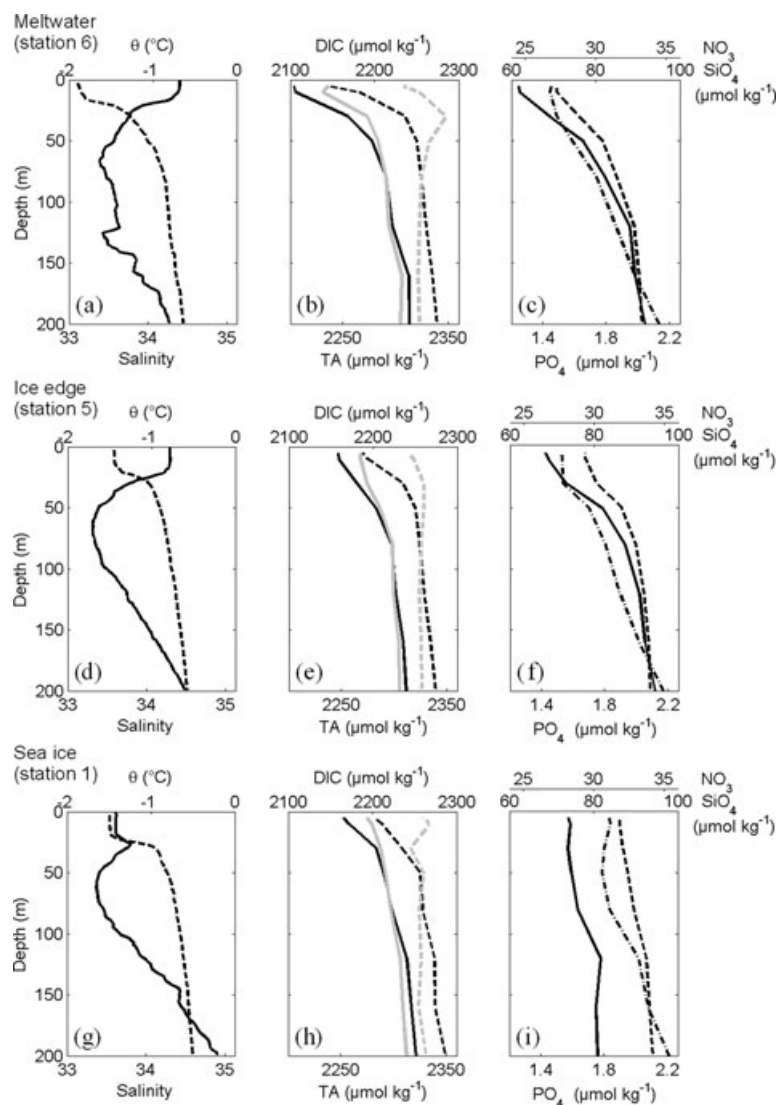 Meltwater
(station 6) θ (°C) DIC (µmol kg-1) NO3
-2 -1 0 2100 2200 2300 25 30 35 SiO4
60 80 100 (µmol kg-1)
0
50
100
150
200
Depth (m)
(a) (b) (c)
33 34 35 2250 2350 1.4 1.8 2.2
Salinity TA (µmol kg-1) PO4 (µmol kg-1)
Ice edge
(station 5) θ (°C) DIC (µmol kg-1) NO3
-2 -1 0 2100 2200 2300 25 30 35 SiO4
60 80 100 (µmol kg-1)
0
50
100
150
200
Depth (m)
(d) (e) (f)
33 34 35 2250 2350 1.4 1.8 2.2
Salinity TA (µmol kg-1) PO4 (µmol kg-1)
Sea ice
(station 1) θ (°C) DIC (µmol kg-1) NO3
-2 -1 0 2100 2200 2300 25 30 35 SiO4
60 80 100 (µmol kg-1)
0
50
100
150
200
Depth (m)
(g) (h) (i)
33 34 35 2250 2350 1.4 1.8 2.2
Salinity TA (µmol kg-1) PO4 (µmol kg-1)